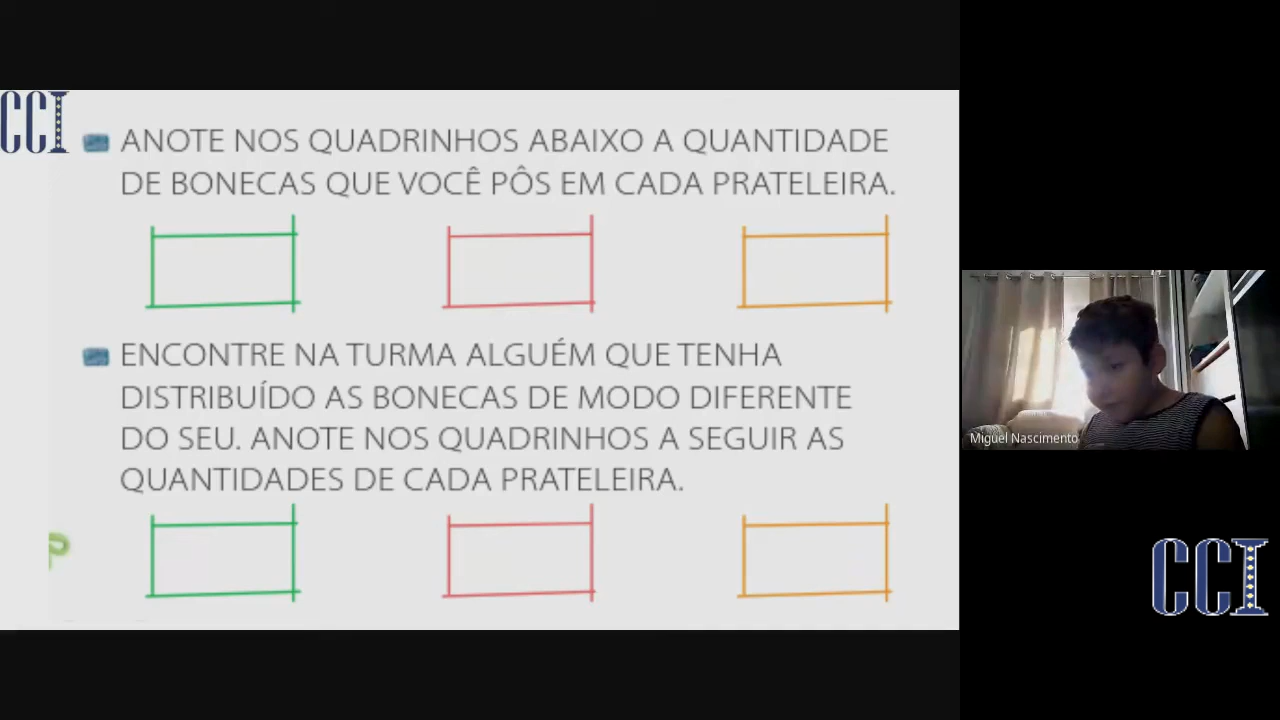 CCI
ANOTE NOS QUADRINHOS ABAIXO A QUANTIDADE
DE BONECAS QUE VOCÊ PÔS EM CADA PRATELEIRA.
ENCONTRE NA TURMA ALGUÉM QUE TENHA
DISTRIBUÍDO AS BONECAS DE MODO DIFERENTE
DO SEU. ANOTE NOS QUADRINHOS A SEGUIR AS
QUANTIDADES DE CADA PRATELEIRA.
Miguel Nascimento
CCI